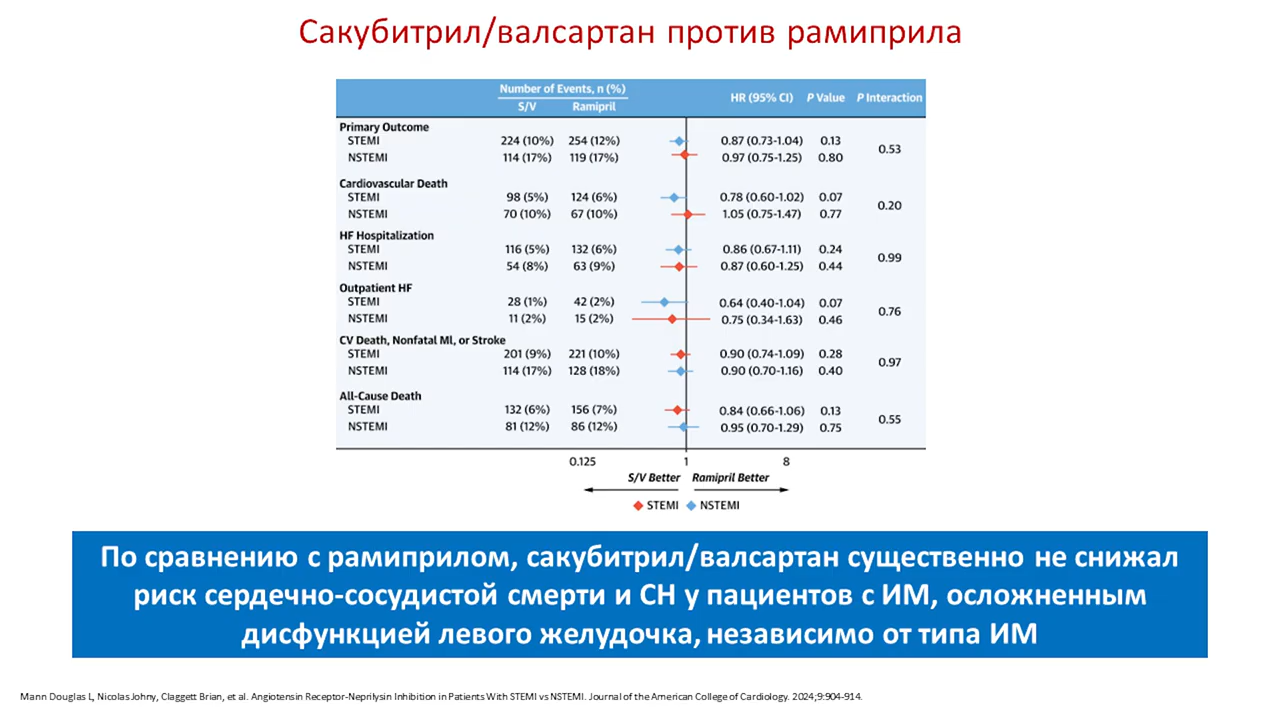 Сакубитрил/валсартан против рамиприла
Number of Events, n (%)
S/V Ramipril HR (95% CI) P Value P Interaction
Primary Outcome
STEMI 224 (10%) 254 (12%) 0.87 (0.73-1.04) 0.13
0.53
NSTEMI 114 (17%) 119 (17%) 0.97 (0.75-1.25) 0.80
Cardiovascular Death
STEMI 98 (5%) 124 (6%) 0.78 (0.60-1.02) 0.07
0.20
NSTEMI 70 (10%) 67 (10%) 1.05 (0.75-1.47) 0.77
HF Hospitalization
STEMI 116 (5%) 132 (6%) 0.86 (0.67-1.11) 0.24
0.99
NSTEMI 54 (8%) 63 (9%) 0.87 (0.60-1.25) 0.44
Outpatient HF
STEMI 28 (1%) 42 (2%) 0.64 (0.40-1.04) 0.07
0.76
NSTEMI 11 (2%) 15 (2%) 0.75 (0.34-1.63) 0.46
CV Death, Nonfatal MI, or Stroke
STEMI 201 (9%) 221 (10%) 0.90 (0.74-1.09) 0.28
0.97
NSTEMI 114 (17%) 128 (18%) 0.90 (0.70-1.16) 0.40
All-Cause Death
STEMI 132 (6%) 156 (7%) 0.84 (0.66-1.06) 0.13
0.55
NSTEMI 81 (12%) 86 (12%) 0.95 (0.70-1.29) 0.75
0.125 1 8
S/V Better Ramipril Better
STEMI NSTEMI
По сравнению с рамиприлом, сакубитрил/валсартан существенно не снижал
риск сердечно-сосудистой смерти и СН у пациентов с ИМ, осложненным
дисфункцией левого желудочка, независимо от типа ИМ
Mann Douglas L, Nicolas Johny, Claggett Brian, et al. Angiotensin Receptor-Neprilysin Inhibition in Patients With STEMI vs NSTEMI. Journal of the American College of Cardiology. 2024;9:904-914.